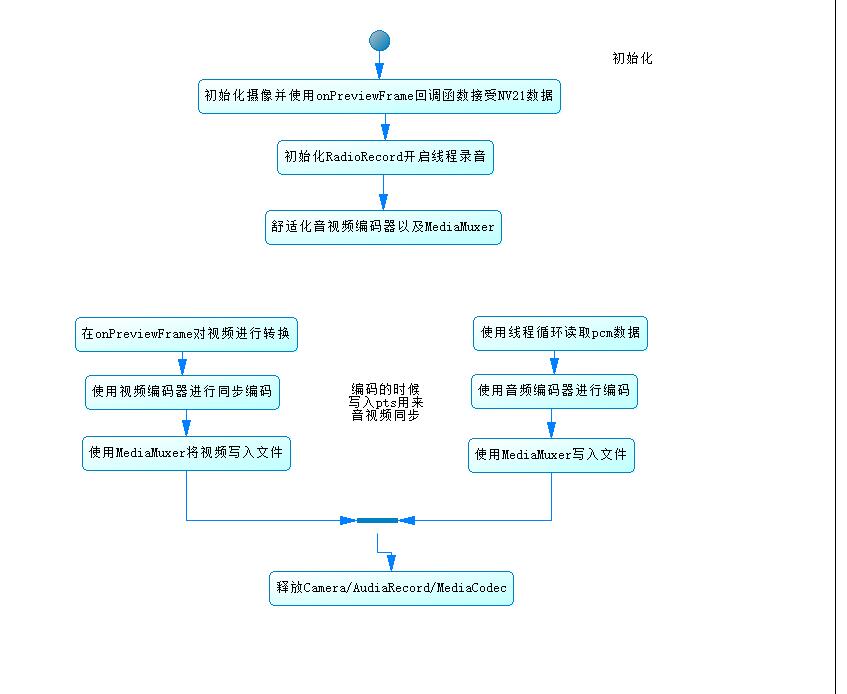 初始化
初始化摄像并使用onPreviewFrame回调函数接受NV21数据
初始化RadioRecord开启线程录音
舒适化音视频编码器以及MediaMuxer
在onPreviewFrame对视频进行转换
使用视频编码器进行同步编码
使用MediaMuxer将视频写入文件
编码的时候
写入pts用来
音视频同步
使用线程循环读取pcm数据
使用音频编码器进行编码
使用MediaMuxer写入文件
释放Camera/AudiaRecord/MediaCodec